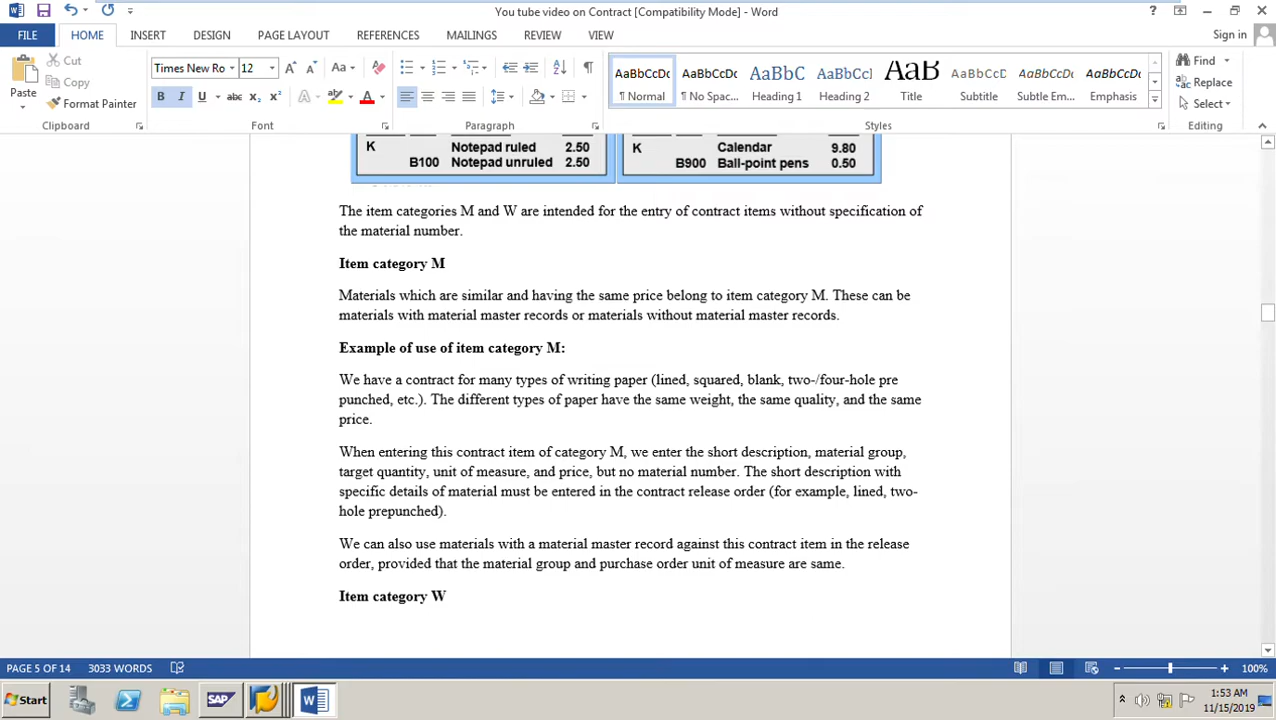 You tube video on Contract [Compatibility Mode] - Word
?
FILE HOME INSERT DESIGN PAGE LAYOUT REFERENCES MAILINGS REVIEW VIEW Sign in
Paste
Cut
Copy
Format Painter
Clipboard
Times New Ro 12
Aa
B I U abc x₂ x² A A
Font
Paragraph
AaBbCcDc AaBbCcDc AaBbC AaBbCc AaB AaBbCcD AaBbCcD AaBbCcD
¶ Normal ¶ No Spac... Heading 1 Heading 2 Title Subtitle Subtle Em... Emphasis
Styles
Find
Replace
Select
Editing
K Notepad ruled 2.50
B100 Notepad unruled 2.50
K Calendar 9.80
B900 Ball-point pens 0.50
The item categories M and W are intended for the entry of contract items without specification of
the material number.
Item category M
Materials which are similar and having the same price belong to item category M. These can be
materials with material master records or materials without material master records.
Example of use of item category M:
We have a contract for many types of writing paper (lined, squared, blank, two-/four-hole pre
punched, etc.). The different types of paper have the same weight, the same quality, and the same
price.
When entering this contract item of category M, we enter the short description, material group,
target quantity, unit of measure, and price, but no material number. The short description with
specific details of material must be entered in the contract release order (for example, lined, two-
hole prepunched).
We can also use materials with a material master record against this contract item in the release
order, provided that the material group and purchase order unit of measure are same.
Item category W
PAGE 5 OF 14 3033 WORDS 100%
Start SAP 1:53 AM
11/15/2019